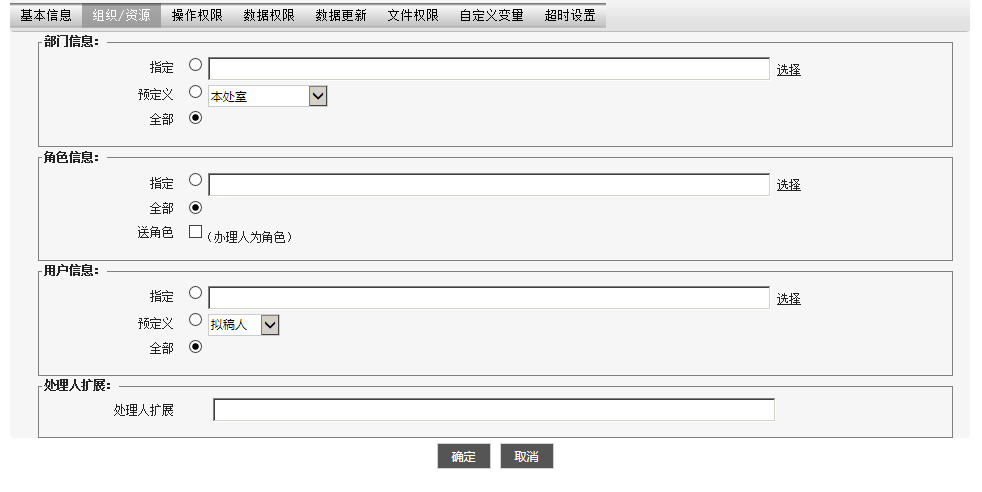 基本信息 组织/资源 操作权限 数据权限 数据更新 文件权限 自定义变量 超时设置
部门信息：
指定 选择
预定义 本处室
全部
角色信息：
指定 选择
全部
送角色 （办理人为角色）
用户信息：
指定 选择
预定义 拟稿人
全部
处理人扩展：
处理人扩展
确定 取消